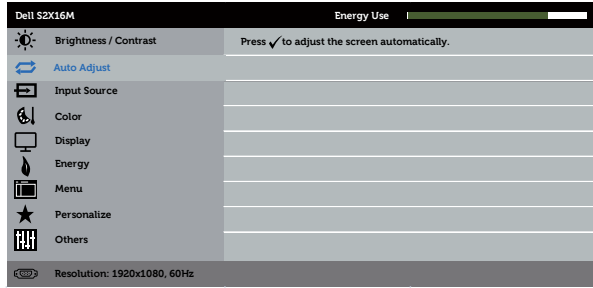 Dell S2X16M Energy Use
Brightness / Contrast
Press ✓ to adjust the screen automatically.
Auto Adjust
Input Source
Color
Display
Energy
Menu
Personalize
Others
Resolution: 1920x1080, 60Hz